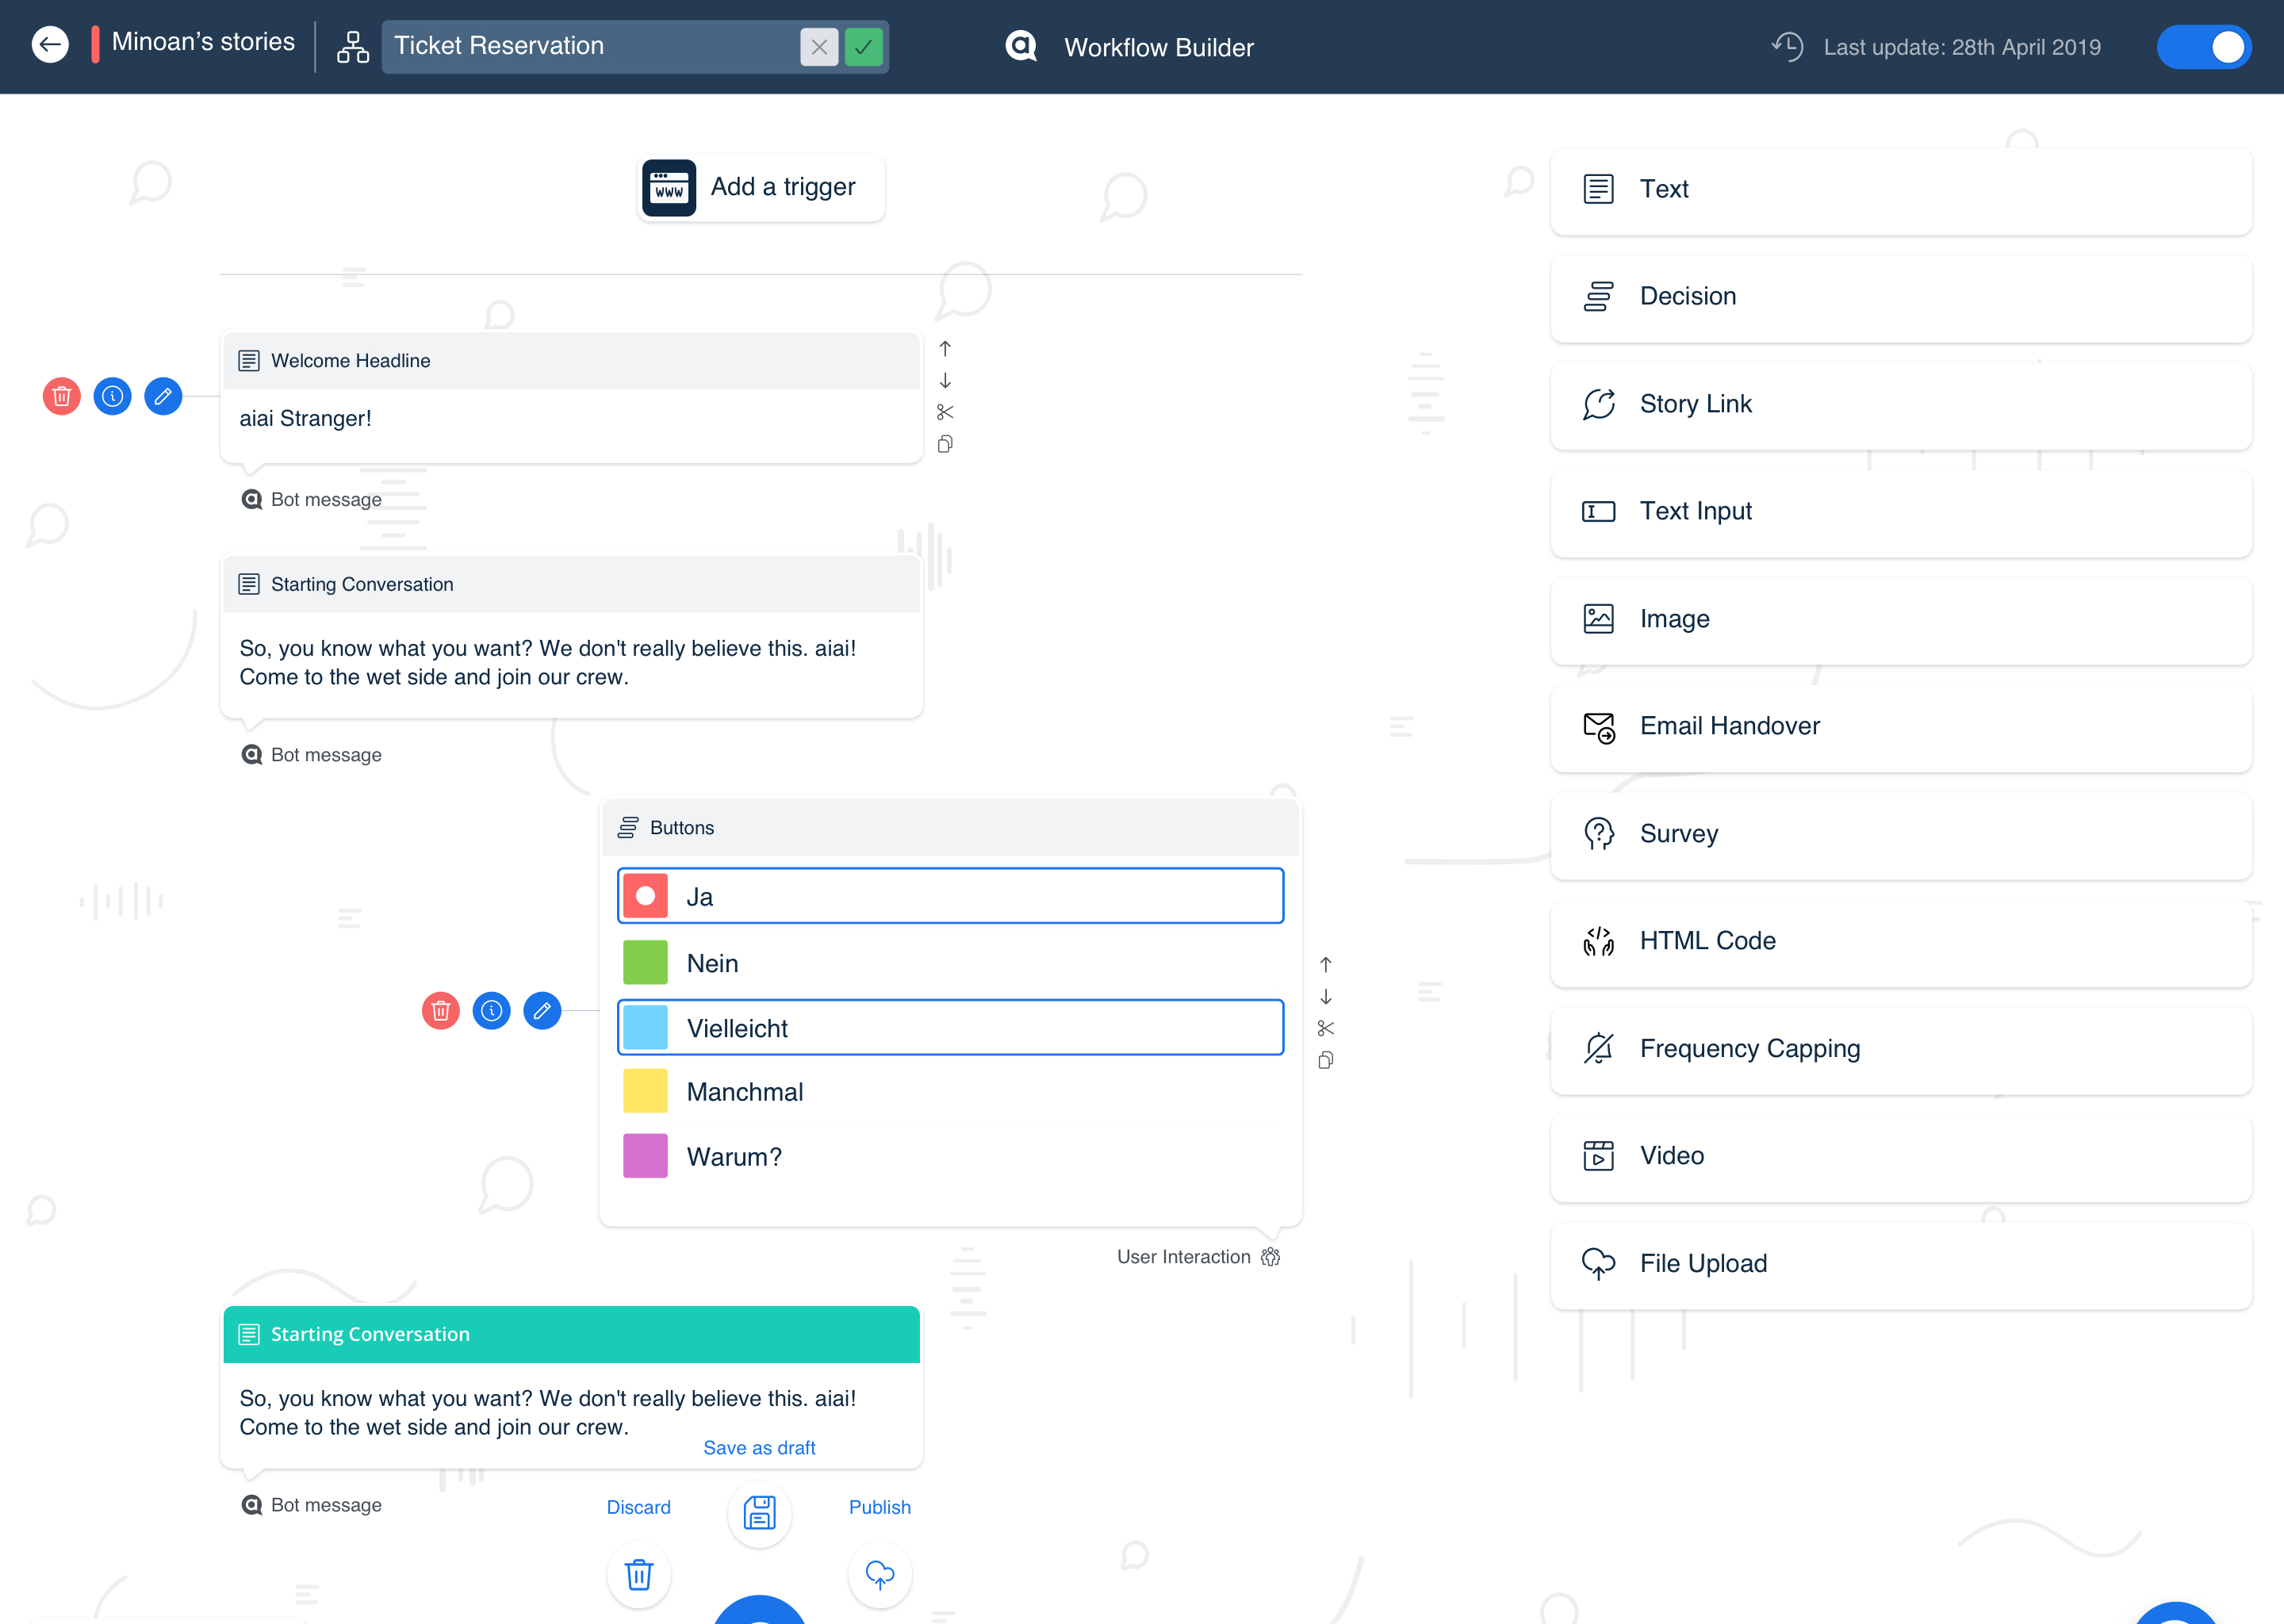 Minoan’s stories
Ticket Reservation
Workflow Builder
Last update: 28th April 2019
www
Add a trigger
Welcome Headline
aiai Stranger!
Bot message
Starting Conversation
So, you know what you want? We don't really believe this. aiai!
Come to the wet side and join our crew.
Bot message
Buttons
Ja
Nein
Vielleicht
Manchmal
Warum?
User Interaction
Starting Conversation
So, you know what you want? We don't really believe this. aiai!
Come to the wet side and join our crew.
Save as draft
Bot message
Discard
Publish
Text
Decision
Story Link
Text Input
Image
Email Handover
Survey
HTML Code
Frequency Capping
Video
File Upload